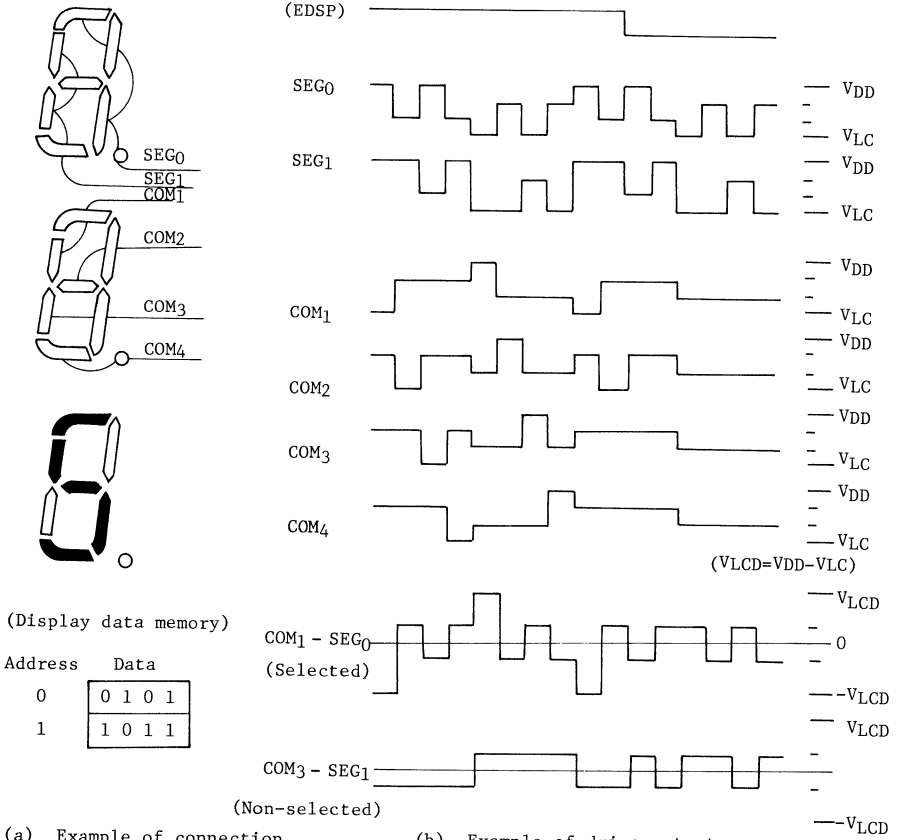 (EDSP)
SEG0
VDD
VLC
SEG1
VDD
VLC
SEG0
SEG1
COM1
COM2
COM3
COM4
COM1
VDD
VLC
COM2
VDD
VLC
COM3
VDD
VLC
COM4
VDD
VLC
(VLCD=VDD-VLC)
(Display data memory)
Address Data
0 0 1 0 1
1 1 0 1 1
COM1 - SEG0
(Selected)
VLCD
0
-VLCD
COM3 - SEG1
(Non-selected)
VLCD
-VLCD
(a) Example of connection
(b) Example of